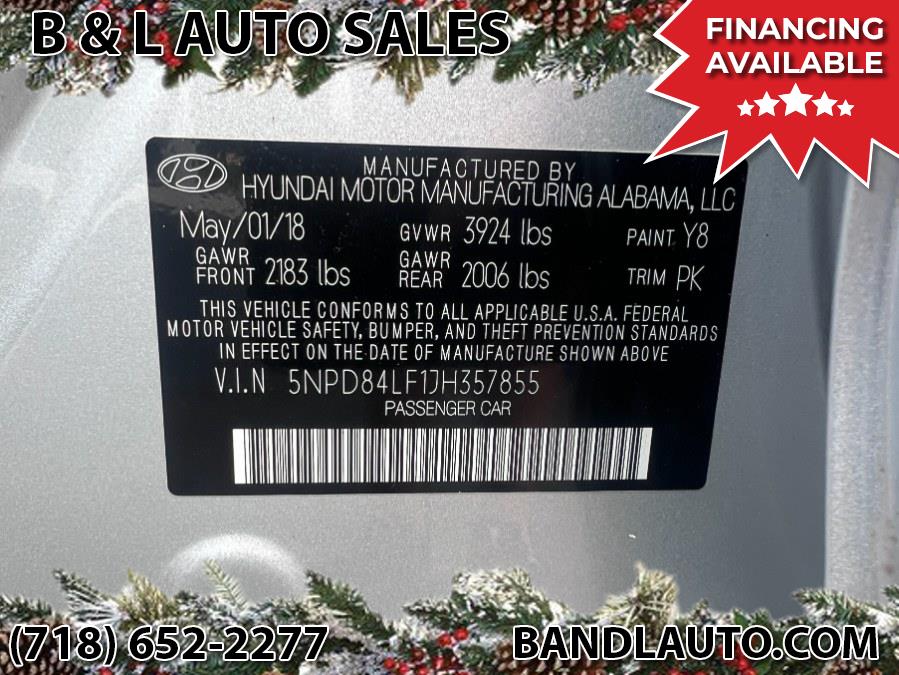 B & L AUTO SALES
FINANCING
AVAILABLE
MANUFACTURED BY
HYUNDAI MOTOR MANUFACTURING ALABAMA, LLC
May/01/18 GVWR 3924 lbs PAINT Y8
GAWR FRONT 2183 lbs GAWR REAR 2006 lbs TRIM PK
THIS VEHICLE CONFORMS TO ALL APPLICABLE U.S.A. FEDERAL
MOTOR VEHICLE SAFETY, BUMPER, AND THEFT PREVENTION STANDARDS
IN EFFECT ON THE DATE OF MANUFACTURE SHOWN ABOVE
V.I.N 5NPD84LF1JH357855
PASSENGER CAR
(718) 652-2277 BANDLAUTO.COM